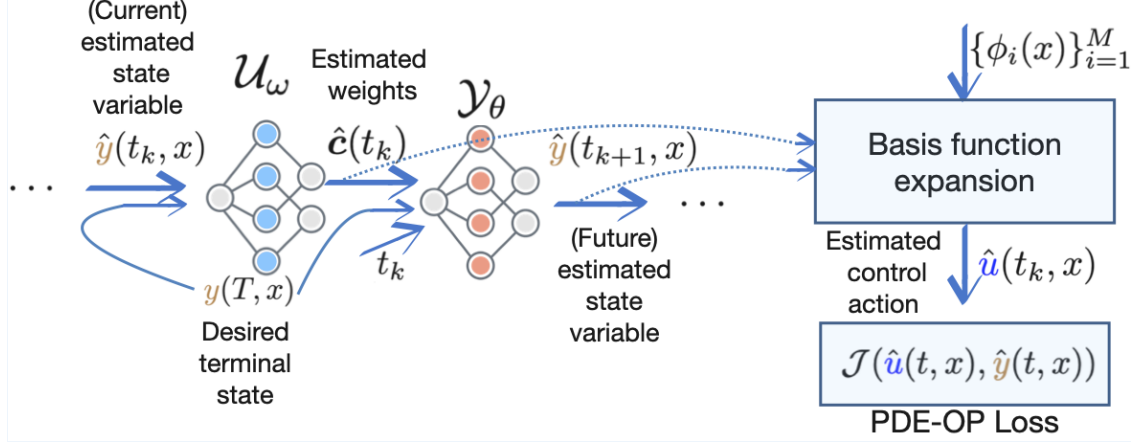 (Current)
estimated
state
variable
ŷ(t_k, x)
· · ·
𝒰_ω
Estimated
weights
ĉ(t_k)
𝒴_θ
ŷ(t_{k+1}, x)
· · ·
t_k
(Future)
estimated
state
variable
y(T, x)
Desired
terminal
state
{ϕ_i(x)}_{i=1}^M
Basis function
expansion
Estimated
control
action
û(t_k, x)
𝒥(û(t, x), ŷ(t, x))
PDE-OP Loss